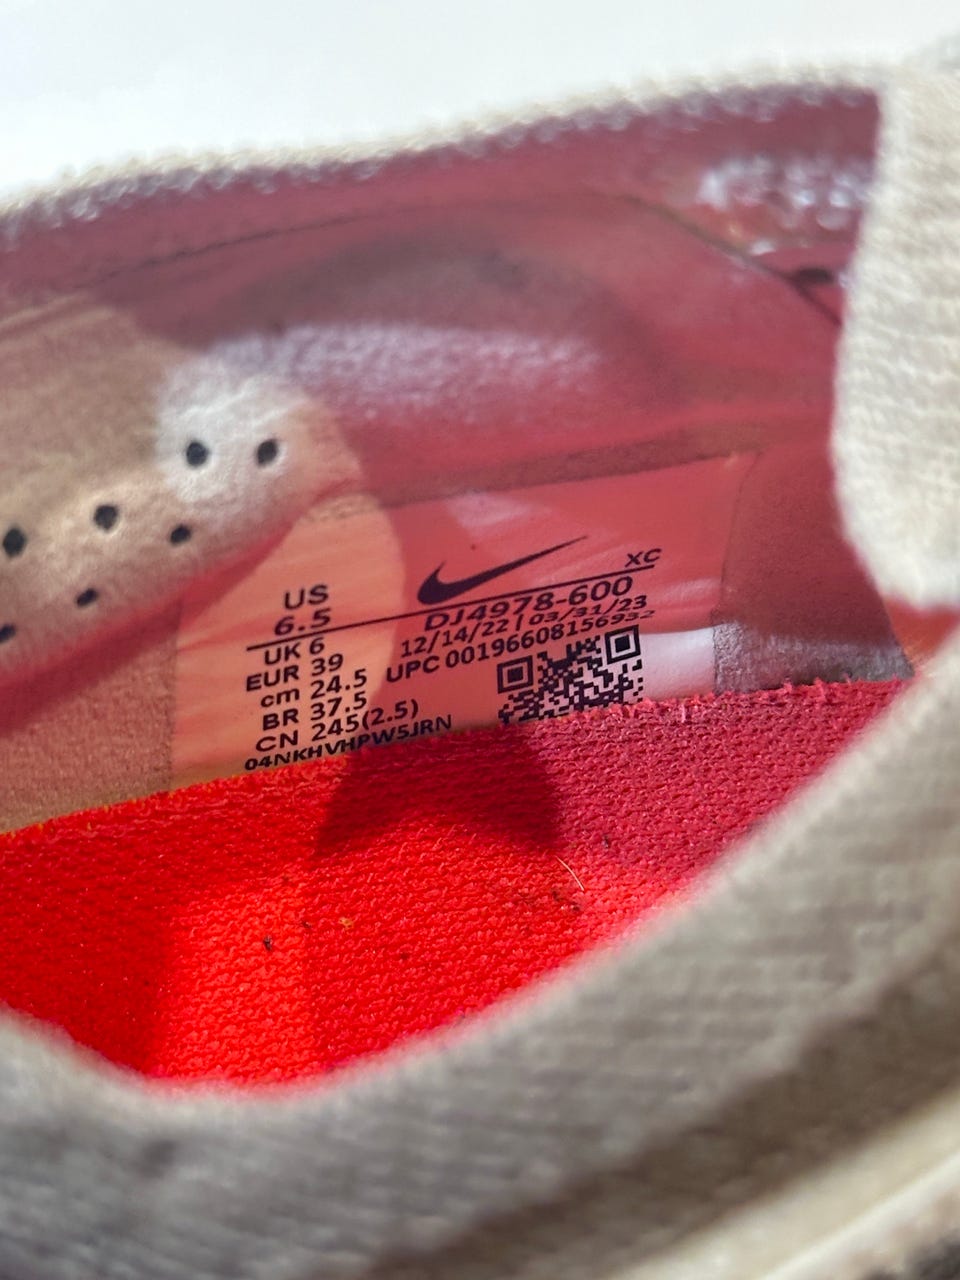 US
6.5
UK 6
EUR 39
cm 24.5
BR 37.5
CN 245(2.5)
04NKHVHPW5JRN
XC
DJ4978-600
12/14/22 | 03/31/23
UPC 00196608156932